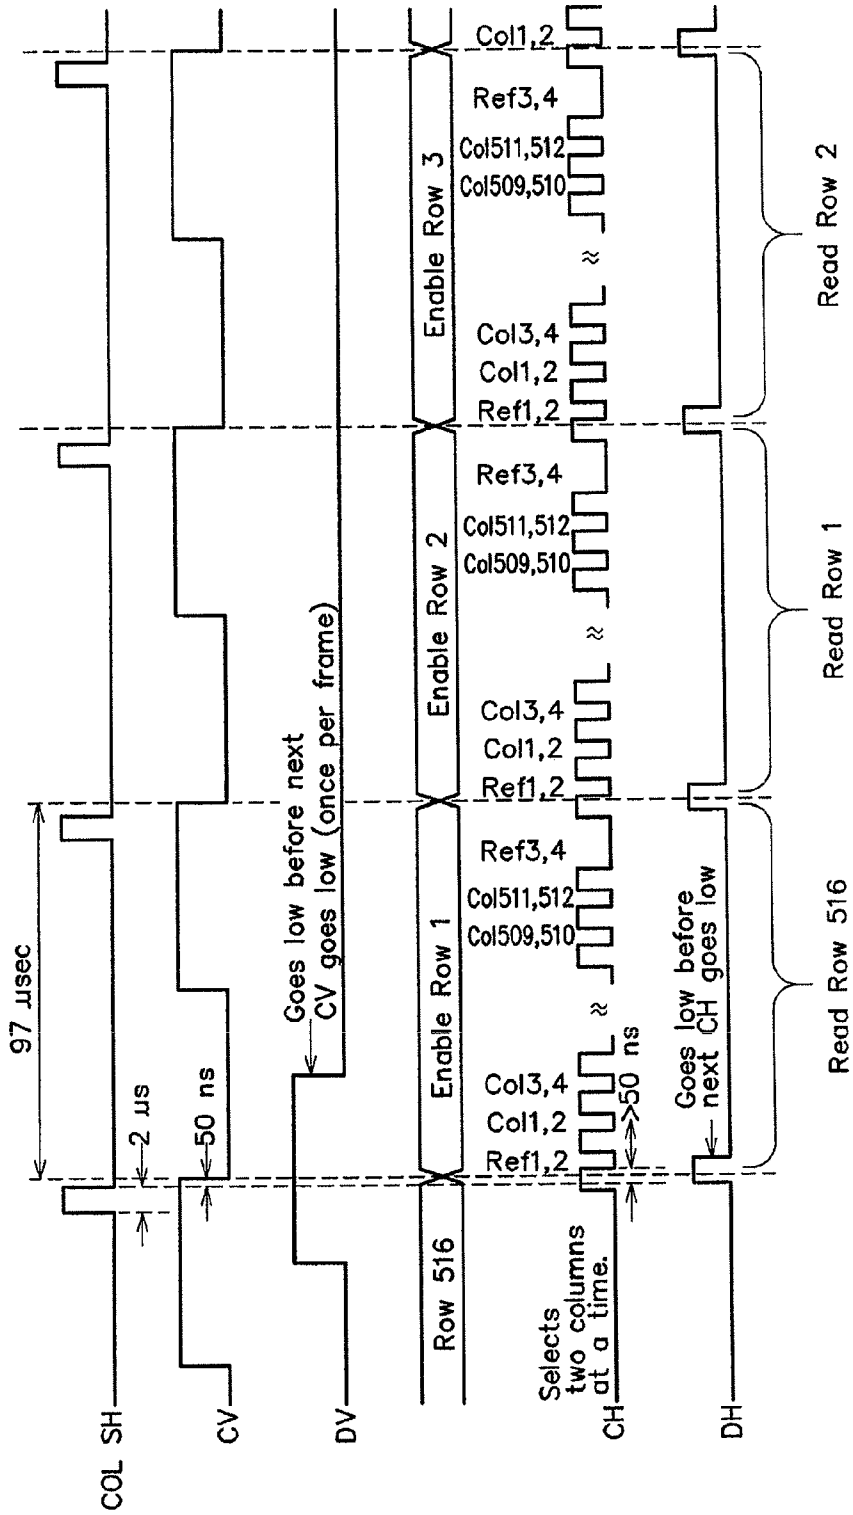 97 µsec
COL SH
2 µs
CV
50 ns
DV
Goes low before next
CV goes low (once per frame)
Row 516
Enable Row 1
Enable Row 2
Enable Row 3
Selects
two columns
at a time.
CH
Ref1,2
Col1,2
Col3,4
≈
Col509,510
Col511,512
Ref3,4
Ref1,2
Col1,2
Col3,4
≈
Col509,510
Col511,512
Ref3,4
Ref1,2
Col1,2
Col3,4
≈
Col509,510
Col511,512
Ref3,4
Col1,2
>50 ns
DH
Goes low before
next CH goes low
Read Row 516
Read Row 1
Read Row 2